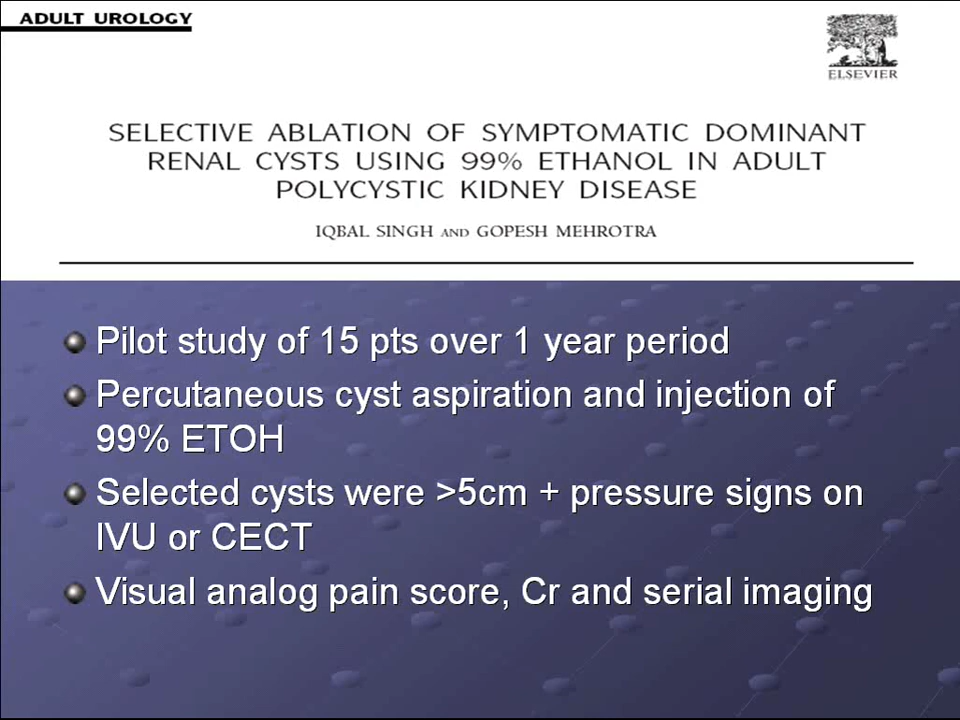 ADULT UROLOGY
ELSEVIER
SELECTIVE ABLATION OF SYMPTOMATIC DOMINANT
RENAL CYSTS USING 99% ETHANOL IN ADULT
POLYCYSTIC KIDNEY DISEASE
IQBAL SINGH AND GOPESH MEHROTRA
Pilot study of 15 pts over 1 year period
Percutaneous cyst aspiration and injection of
99% ETOH
Selected cysts were >5cm + pressure signs on
IVU or CECT
Visual analog pain score, Cr and serial imaging